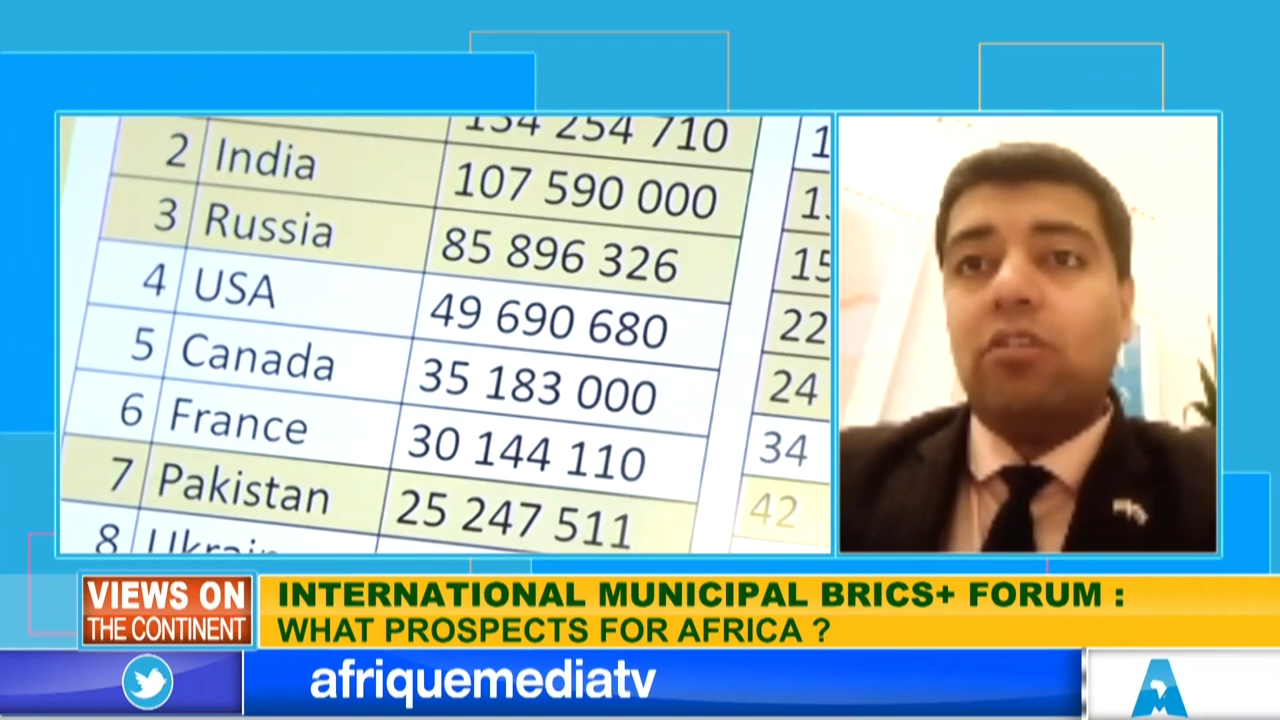 134 254 710
2 India 107 590 000
3 Russia 85 896 326 15
4 USA 49 690 680 22
5 Canada 35 183 000 24
6 France 30 144 110 34
7 Pakistan 25 247 511 42
8
VIEWS ON
THE CONTINENT
INTERNATIONAL MUNICIPAL BRICS+ FORUM :
WHAT PROSPECTS FOR AFRICA ?
afriquemediatv